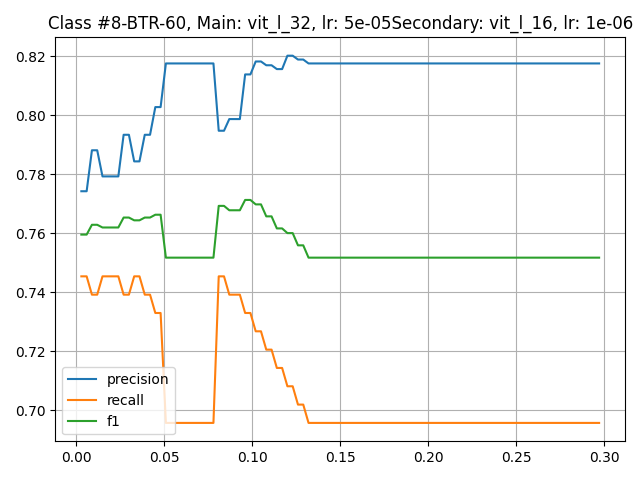 Class #8-BTR-60, Main: vit_l_32, lr: 5e-05Secondary: vit_l_16, lr: 1e-06
0.82
0.80
0.78
0.76
0.74
0.72
0.70
precision
recall
f1
0.00 0.05 0.10 0.15 0.20 0.25 0.30